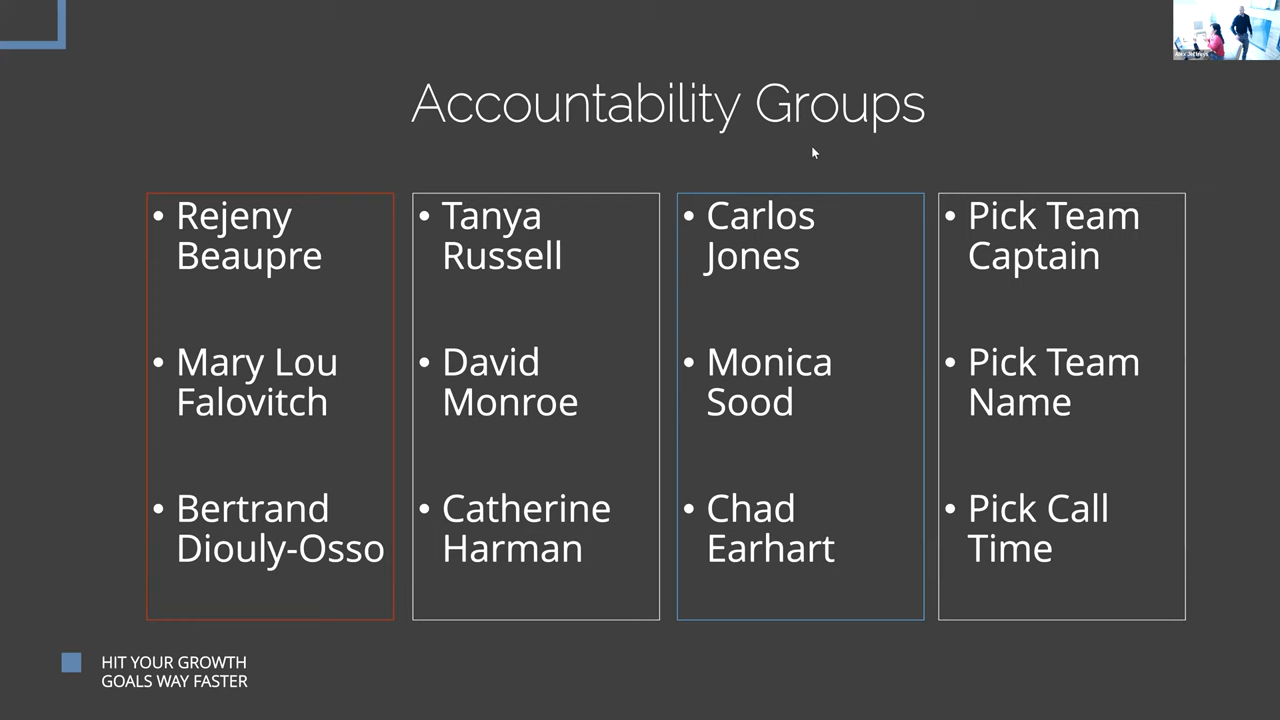 Accountability Groups
• Rejeny
Beaupre
• Mary Lou
Falovitch
• Bertrand
Diouly-Osso
• Tanya
Russell
• David
Monroe
• Catherine
Harman
• Carlos
Jones
• Monica
Sood
• Chad
Earhart
• Pick Team
Captain
• Pick Team
Name
• Pick Call
Time
HIT YOUR GROWTH
GOALS WAY FASTER